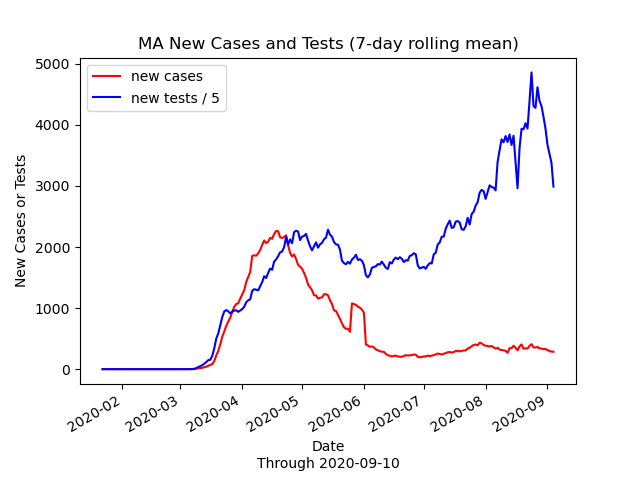 MA New Cases and Tests (7-day rolling mean)
new cases
new tests / 5
New Cases or Tests
5000
4000
3000
2000
1000
0
2020-02
2020-03
2020-04
2020-05
2020-06
2020-07
2020-08
2020-09
Date
Through 2020-09-10